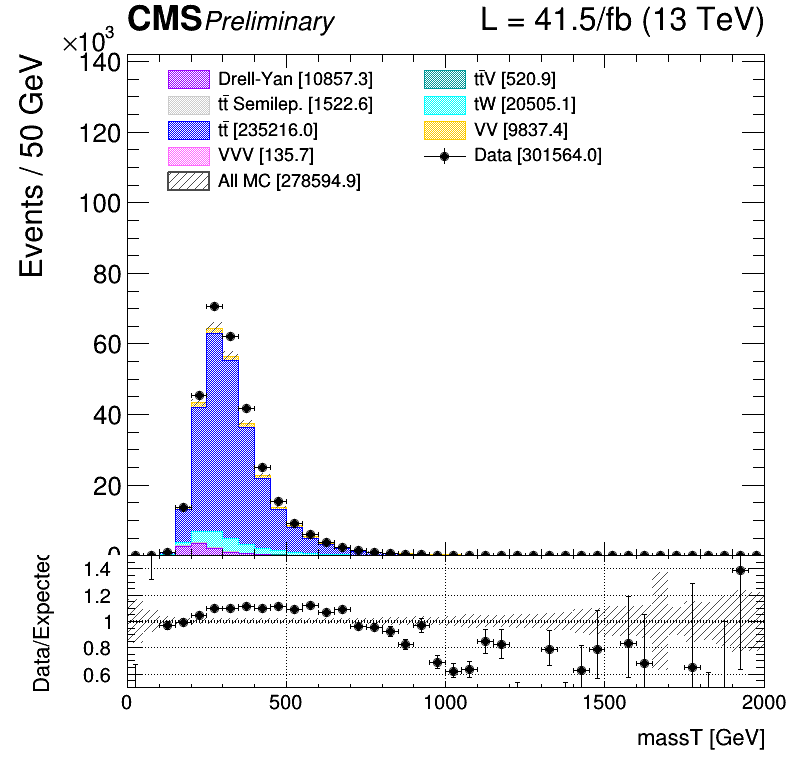 CMS Preliminary L = 41.5/fb (13 TeV)
×10³
Events / 50 GeV
140
120
100
80
60
40
20
0
Drell-Yan [10857.3]
tt̄ Semilep. [1522.6]
tt̄ [235216.0]
VVV [135.7]
All MC [278594.9]
tt̄V [520.9]
tW [20505.1]
VV [9837.4]
Data [301564.0]
Data/Expected
1.4
1.2
1
0.8
0.6
0 500 1000 1500 2000
massT [GeV]